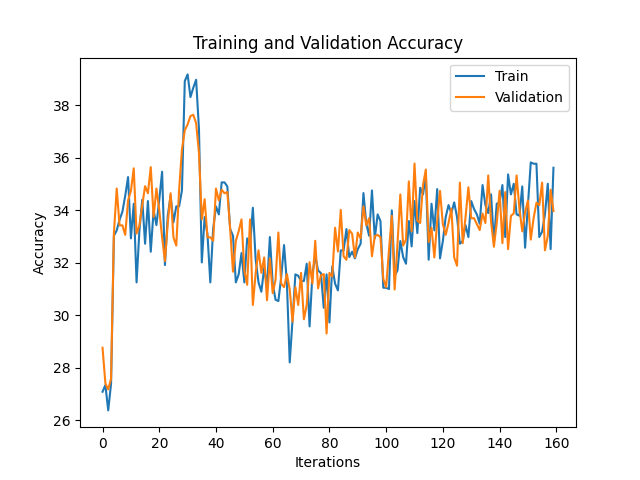 Training and Validation Accuracy
Train
Validation
Accuracy
38
36
34
32
30
28
26
0 20 40 60 80 100 120 140 160
Iterations